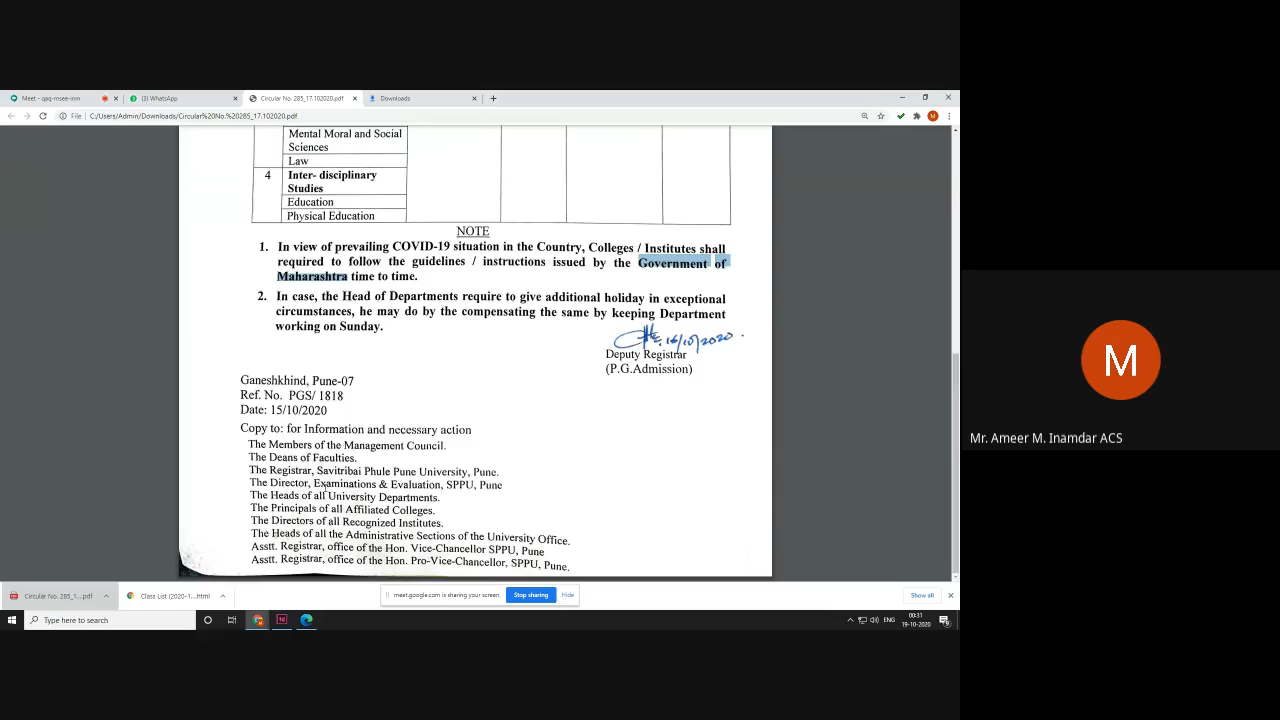 Meet - qaq-msee-inm
(3) WhatsApp
Circular No. 285_17.102020.pdf
Downloads
File
C:/Users/Admin/Downloads/Circular%20No.%20285_17.102020.pdf
M
Mental Moral and Social
Sciences
Law
4
Inter- disciplinary
Studies
Education
Physical Education
NOTE
1. In view of prevailing COVID-19 situation in the Country, Colleges / Institutes shall
required to follow the guidelines / instructions issued by the Government of
Maharashtra time to time.
2. In case, the Head of Departments require to give additional holiday in exceptional
circumstances, he may do by the compensating the same by keeping Department
working on Sunday.
16/10/2020
Deputy Registrar
(P.G.Admission)
Ganeshkhind, Pune-07
Ref. No. PGS/ 1818
Date: 15/10/2020
Copy to: for Information and necessary action
The Members of the Management Council.
The Deans of Faculties.
The Registrar, Savitribai Phule Pune University, Pune.
The Director, Examinations & Evaluation, SPPU, Pune
The Heads of all University Departments.
The Principals of all Affiliated Colleges.
The Directors of all Recognized Institutes.
The Heads of all the Administrative Sections of the University Office.
Asstt. Registrar, office of the Hon. Vice-Chancellor SPPU, Pune
Asstt. Registrar, office of the Hon. Pro-Vice-Chancellor, SPPU, Pune.
M
Mr. Ameer M. Inamdar ACS
Circular No. 285_1....pdf
Class List (2020-1....html
meet.google.com is sharing your screen.
Stop sharing
Hide
Show all
Type here to search
ENG
00:31
19-10-2020